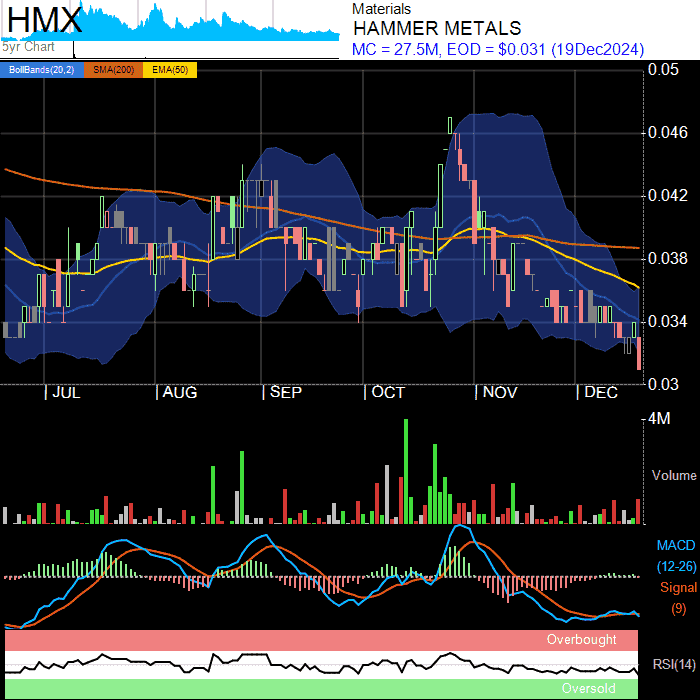 HMX
5yr Chart
Materials
HAMMER METALS
MC = 27.5M, EOD = $0.031 (19Dec2024)
BollBands(20,2) SMA(200) EMA(50)
0.05
0.046
0.042
0.038
0.034
0.03
| JUL | AUG | SEP | OCT | NOV | DEC
4M
Volume
MACD
(12-26)
Signal
(9)
Overbought
RSI(14)
Oversold